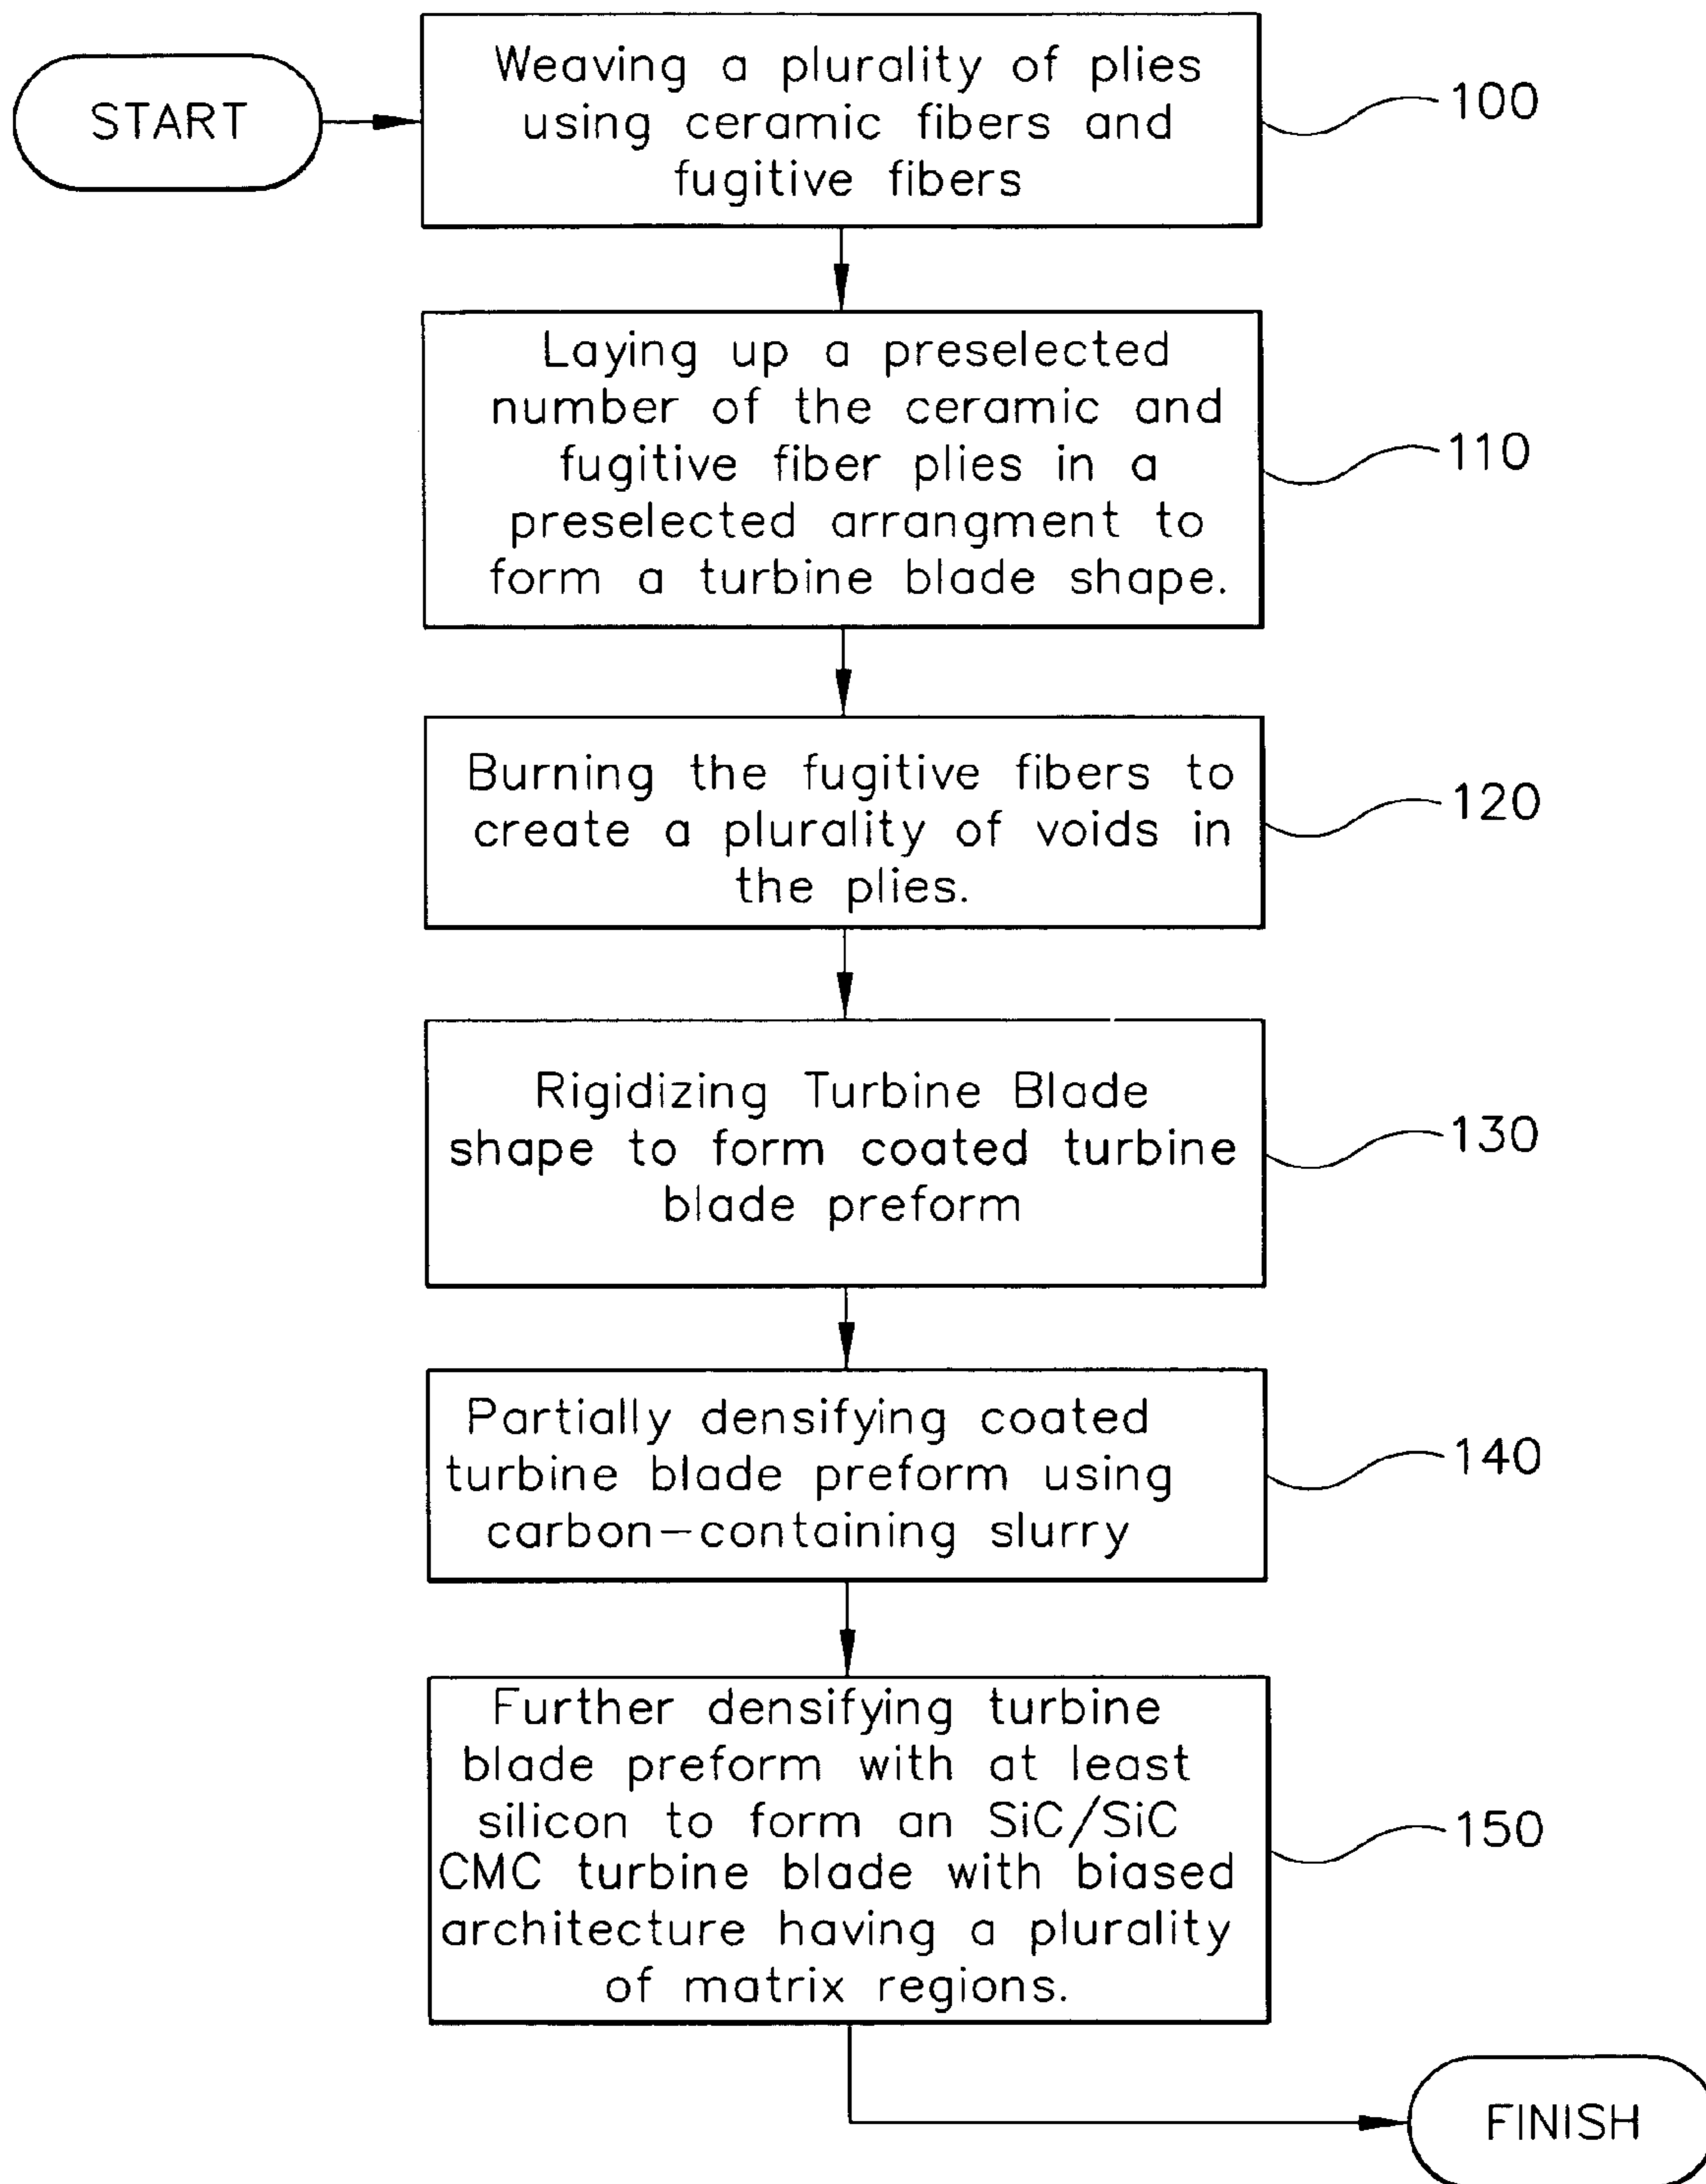 START
Weaving a plurality of plies
using ceramic fibers and
fugitive fibers
100
Laying up a preselected
number of the ceramic and
fugitive fiber plies in a
preselected arrangment to
form a turbine blade shape.
110
Burning the fugitive fibers to
create a plurality of voids in
the plies.
120
Rigidizing Turbine Blade
shape to form coated turbine
blade preform
130
Partially densifying coated
turbine blade preform using
carbon-containing slurry
140
Further densifying turbine
blade preform with at least
silicon to form an SiC/SiC
CMC turbine blade with biased
architecture having a plurality
of matrix regions.
150
FINISH